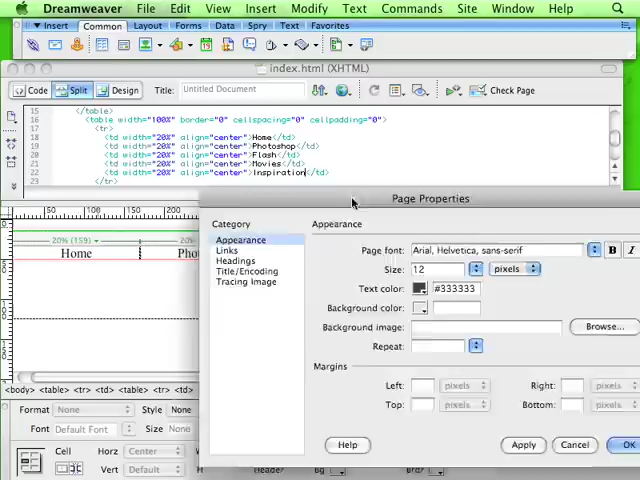 Dreamweaver File Edit View Insert Modify Text Commands Site Window Help
Insert Common Layout Forms Data Spry Text Favorites
index.html (XHTML)
Code Split Design Title: Untitled Document Check Page
15 </table>
16 <table width="100%" border="0" cellspacing="0" cellpadding="0">
17 <tr>
18 <td width="20%" align="center">Home</td>
19 <td width="20%" align="center">Photoshop</td>
20 <td width="20%" align="center">Flash</td>
21 <td width="20%" align="center">Movies</td>
22 <td width="20%" align="center">Inspiration</td>
23 </tr>
Page Properties
50 100 150 200
Category Appearance
Appearance
Links
Headings
Title/Encoding
Tracing Image
Page font: Arial, Helvetica, sans-serif B I
Size: 12 pixels
Text color: #333333
Background color:
Background image: Browse...
Repeat:
Margins
Left: pixels Right: pixels
Top: pixels Bottom: pixels
Help Apply Cancel OK
20% (159) 20%
Home Pho
<body> <table> <tr> <td> <table> <tr> <td>
Format None Style None
Font Default Font Size None
Cell Horz Center
Vert Default H Header Bg